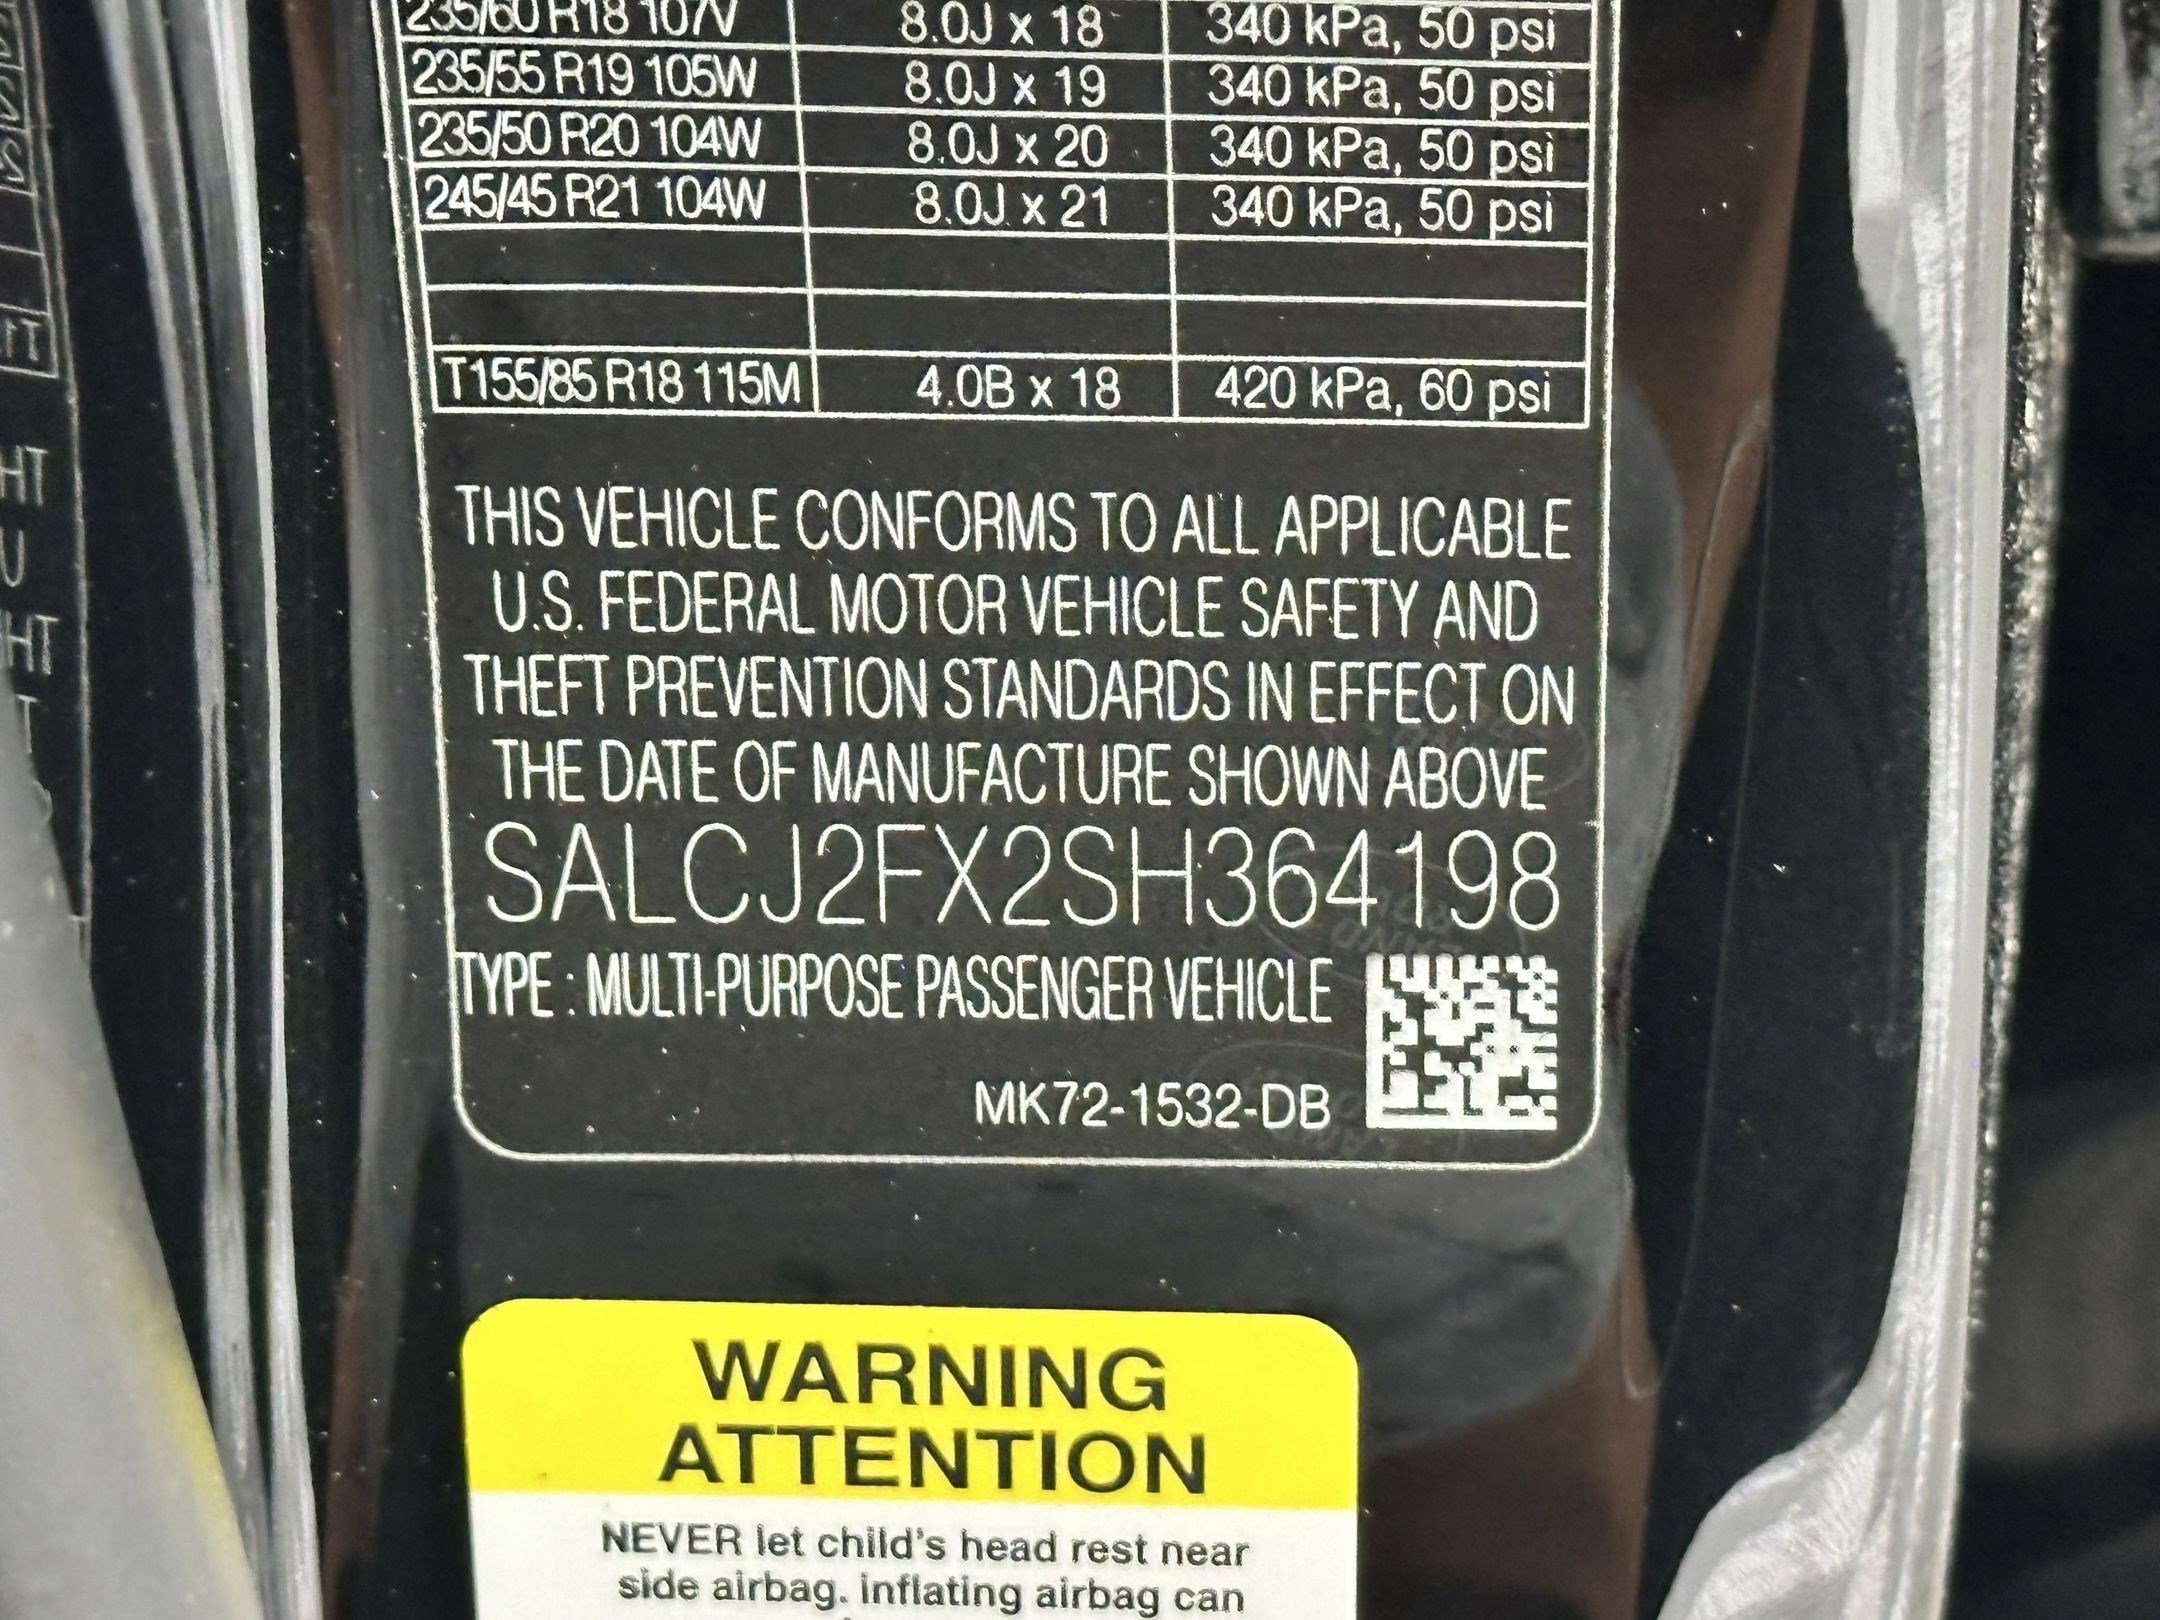 235/60 R18 107V 8.0J x 18 340 kPa, 50 psi
235/55 R19 105W 8.0J x 19 340 kPa, 50 psi
235/50 R20 104W 8.0J x 20 340 kPa, 50 psi
245/45 R21 104W 8.0J x 21 340 kPa, 50 psi
T155/85 R18 115M 4.0B x 18 420 kPa, 60 psi
THIS VEHICLE CONFORMS TO ALL APPLICABLE
U.S. FEDERAL MOTOR VEHICLE SAFETY AND
THEFT PREVENTION STANDARDS IN EFFECT ON
THE DATE OF MANUFACTURE SHOWN ABOVE
SALCJ2FX2SH364198
TYPE : MULTI-PURPOSE PASSENGER VEHICLE
MK72-1532-DB
WARNING
ATTENTION
NEVER let child's head rest near
side airbag. Inflating airbag can